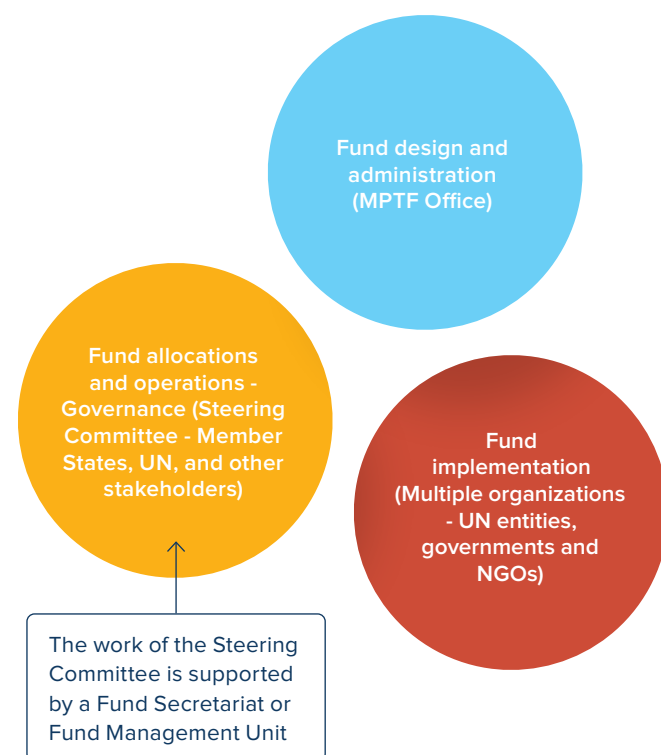 Fund design and
administration
(MPTF Office)
Fund allocations
and operations -
Governance (Steering
Committee - Member
States, UN, and other
stakeholders)
Fund
implementation
(Multiple organizations
- UN entities,
governments and
NGOs)
The work of the Steering
Committee is supported
by a Fund Secretariat or
Fund Management Unit